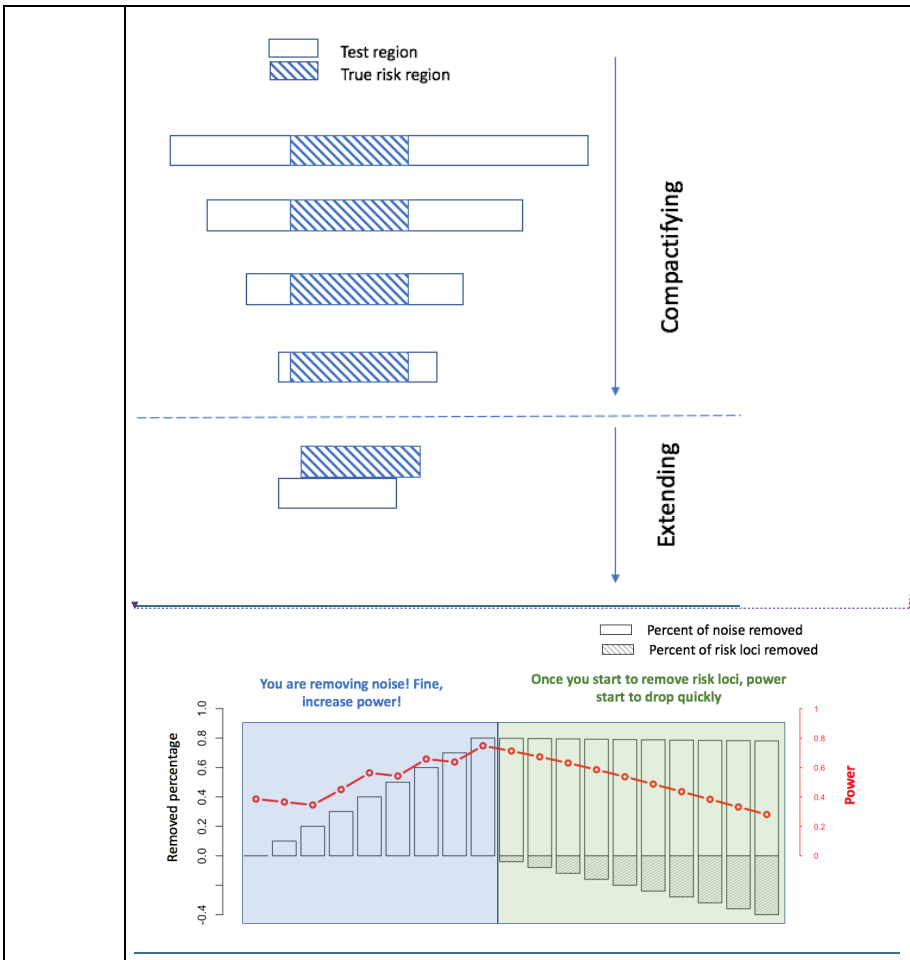 Test region
True risk region
Compactifying
Extending
Percent of noise removed
Percent of risk loci removed
You are removing noise! Fine,
increase power!
Once you start to remove risk loci, power
start to drop quickly
Removed percentage
1.0
0.8
0.6
0.4
0.2
0.0
-0.4
1
0.8
0.6
0.4
0.2
0
Power